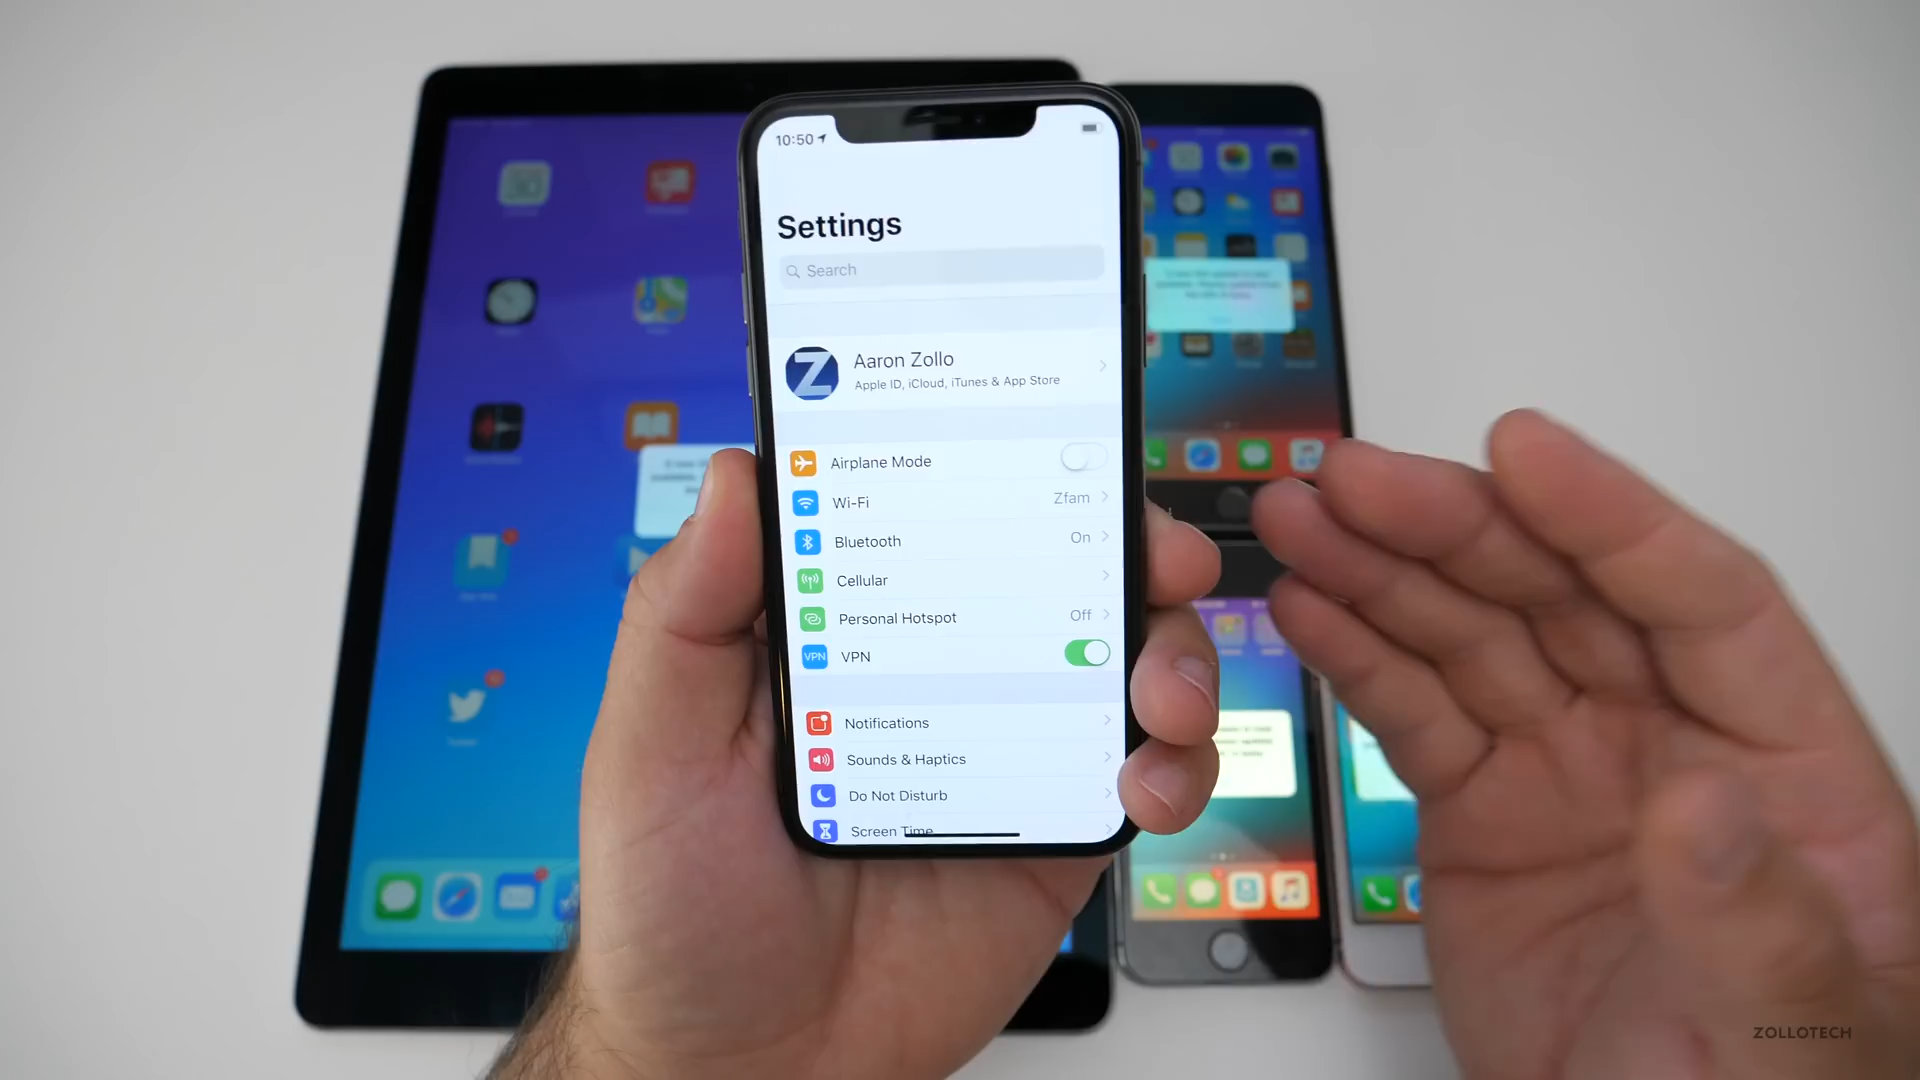 10:50
Settings
Search
Z
Aaron Zollo
Apple ID, iCloud, iTunes & App Store
Airplane Mode
Wi-Fi
Zfam
Bluetooth
On
Cellular
Personal Hotspot
Off
VPN
VPN
Notifications
Sounds & Haptics
Do Not Disturb
Screen Time
ZOLLOTECH